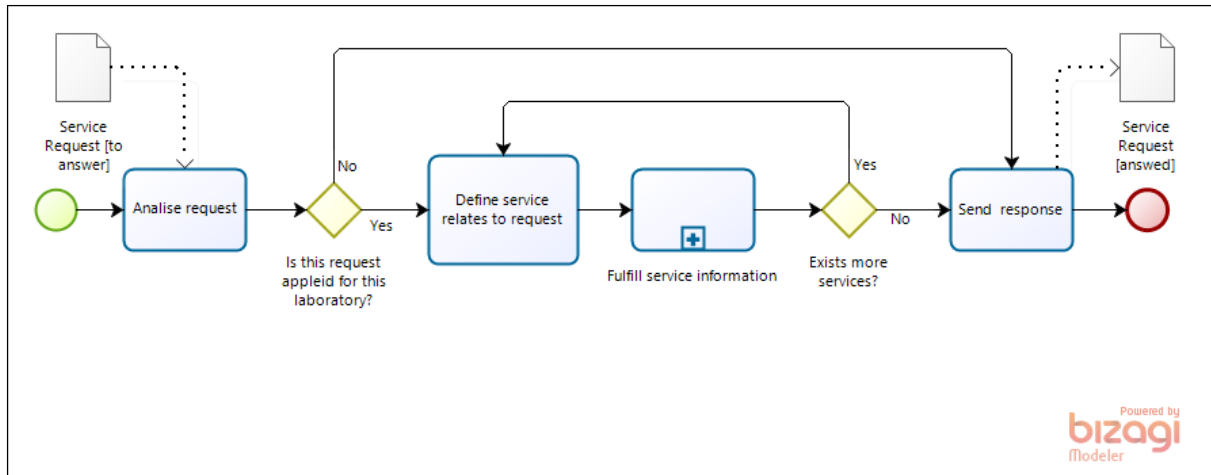 Service
Request [to
answer]
Analise request
No
Yes
Is this request
appleid for this
laboratory?
Define service
relates to request
Fulfill service information
Yes
No
Exists more
services?
Send  response
Service
Request
[answed]
Powered by
bizagi
Modeler